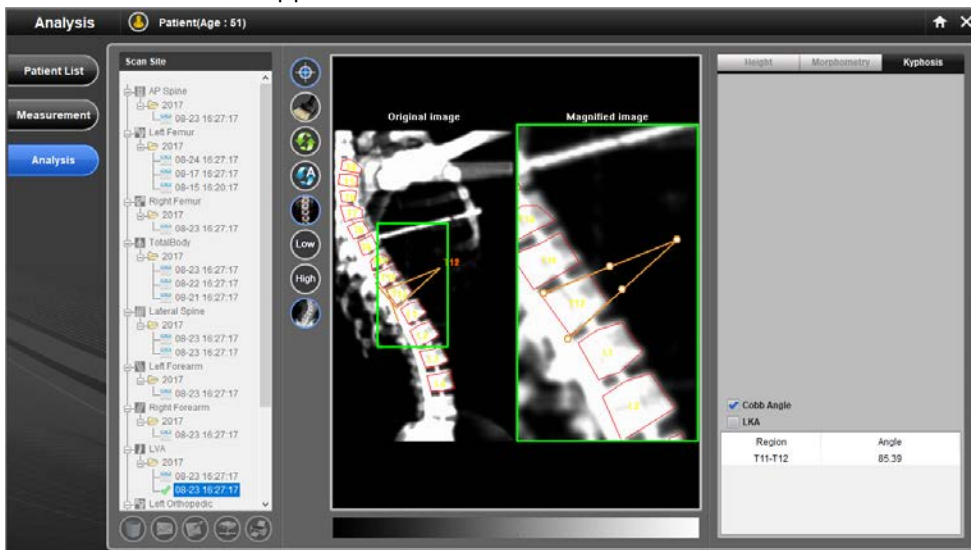 Analysis
Patient(Age : 51)
Patient List
Measurement
Analysis
Scan Site
AP Spine
2017
08-23 16:27:17
Left Femur
2017
08-24 16:27:17
08-17 16:27:17
08-15 16:20:17
Right Femur
2017
08-23 16:27:17
TotalBody
2017
08-23 16:27:17
08-22 16:27:17
08-21 16:27:17
Lateral Spine
2017
08-23 16:27:17
08-23 16:27:17
Left Forearm
2017
08-23 16:27:17
Right Forearm
2017
08-23 16:27:17
LVA
2017
08-23 16:27:17
08-23 16:27:17
Left Orthopedic
A
Low
High
Original image
T12
Magnified image
T10
T11
T12
L1
L2
Height Morphometry Kyphosis
Cobb Angle
LKA
Region Angle
T11-T12 85.39